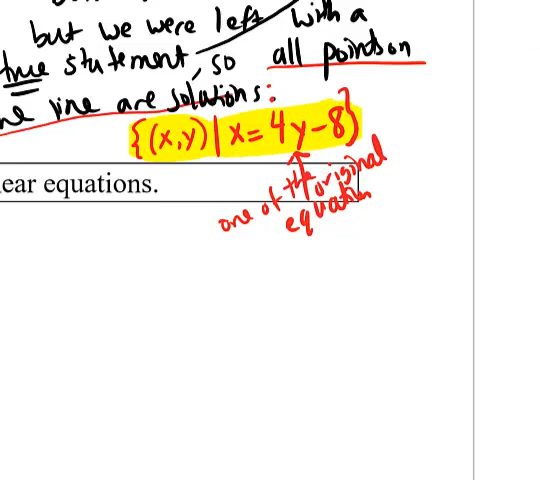 but we were left with a
true statement, so all points on
line are solutions:
{(x,y) | x = 4y - 8}
ear equations.
one of the original
equation